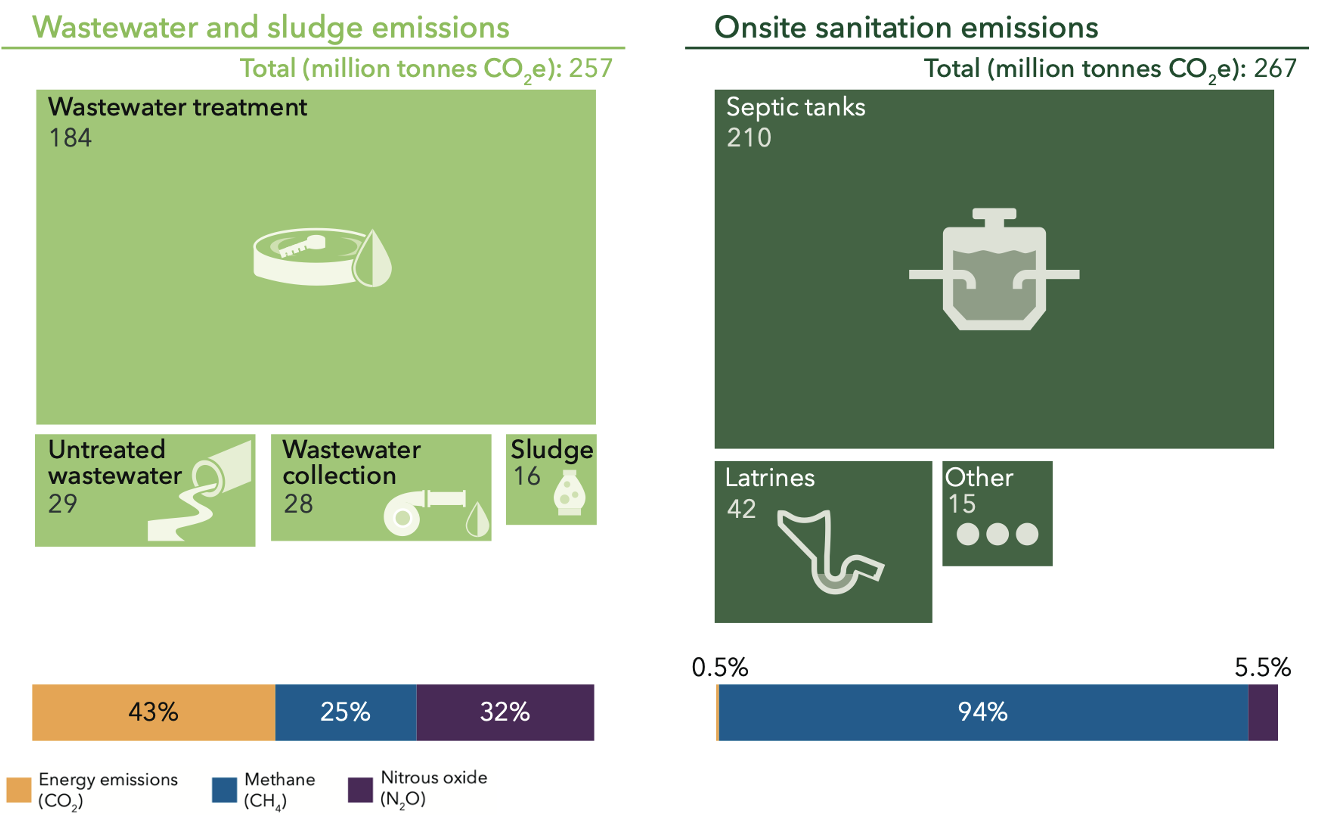 Wastewater and sludge emissions
Total (million tonnes CO₂e): 257
Wastewater treatment
184
Untreated
wastewater
29
Wastewater
collection
28
Sludge
16
43%
25%
32%
Energy emissions
(CO₂)
Methane
(CH₄)
Nitrous oxide
(N₂O)
Onsite sanitation emissions
Total (million tonnes CO₂e): 267
Septic tanks
210
Latrines
42
Other
15
0.5%
5.5%
94%